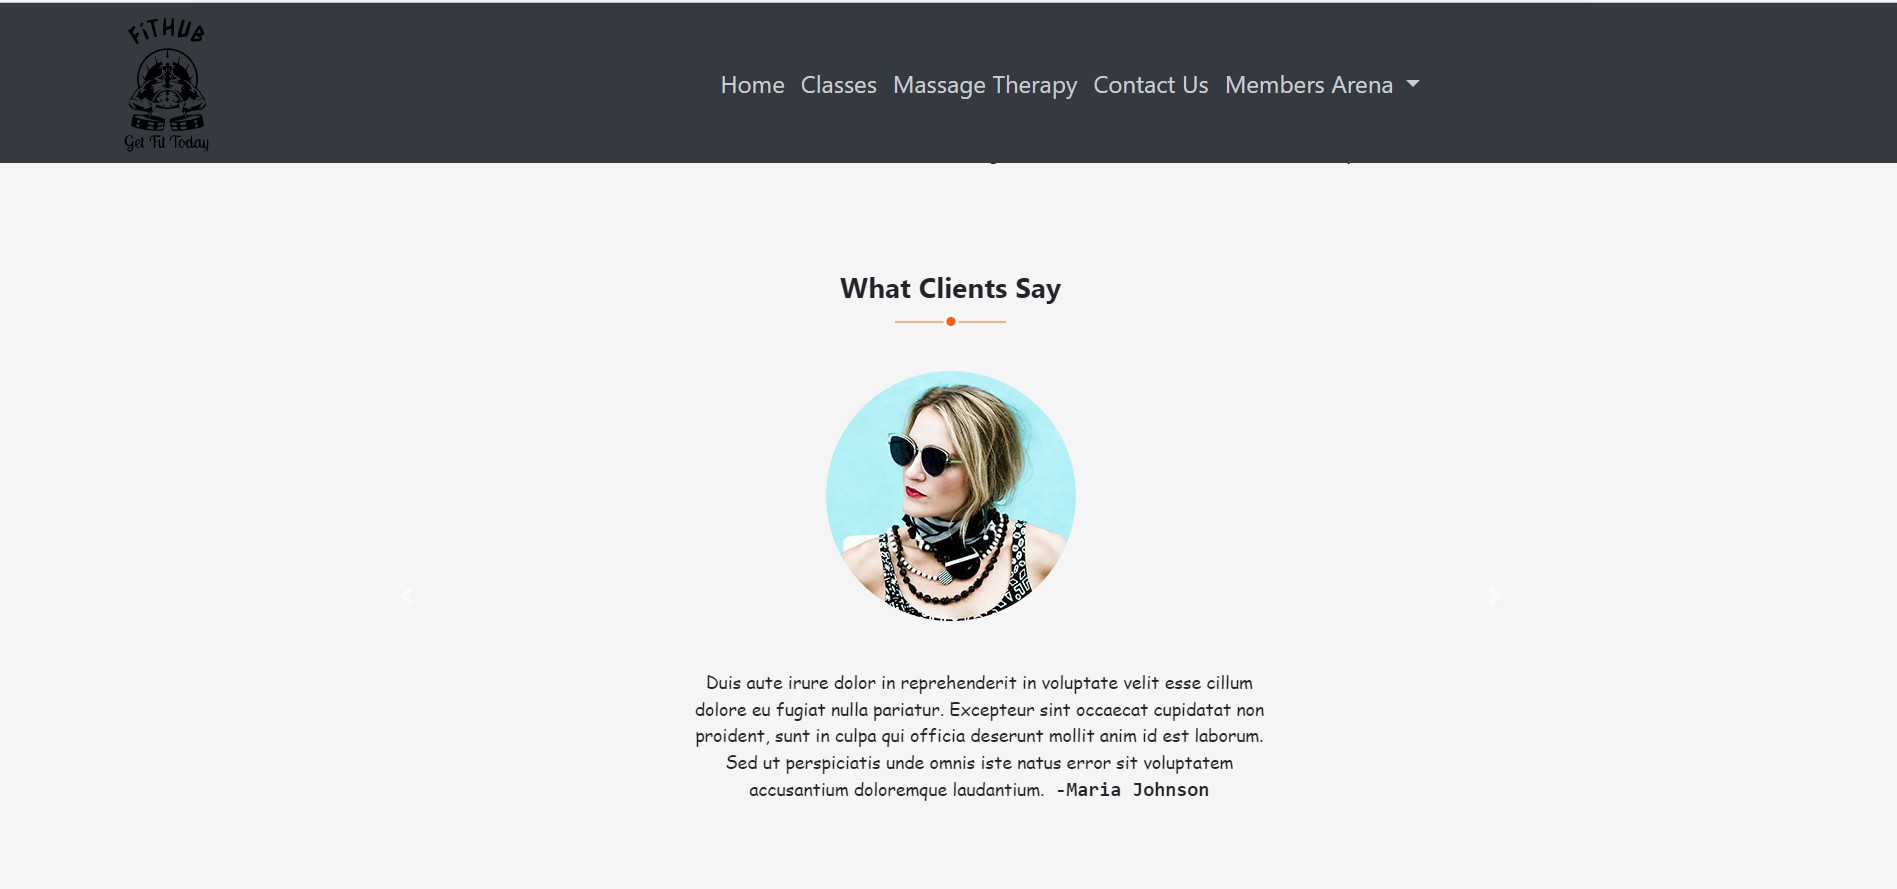 FiTHUB
Get Fit Today
Home Classes Massage Therapy Contact Us Members Arena
What Clients Say
Duis aute irure dolor in reprehenderit in voluptate velit esse cillum
dolore eu fugiat nulla pariatur. Excepteur sint occaecat cupidatat non
proident, sunt in culpa qui officia deserunt mollit anim id est laborum.
Sed ut perspiciatis unde omnis iste natus error sit voluptatem
accusantium doloremque laudantium. -Maria Johnson